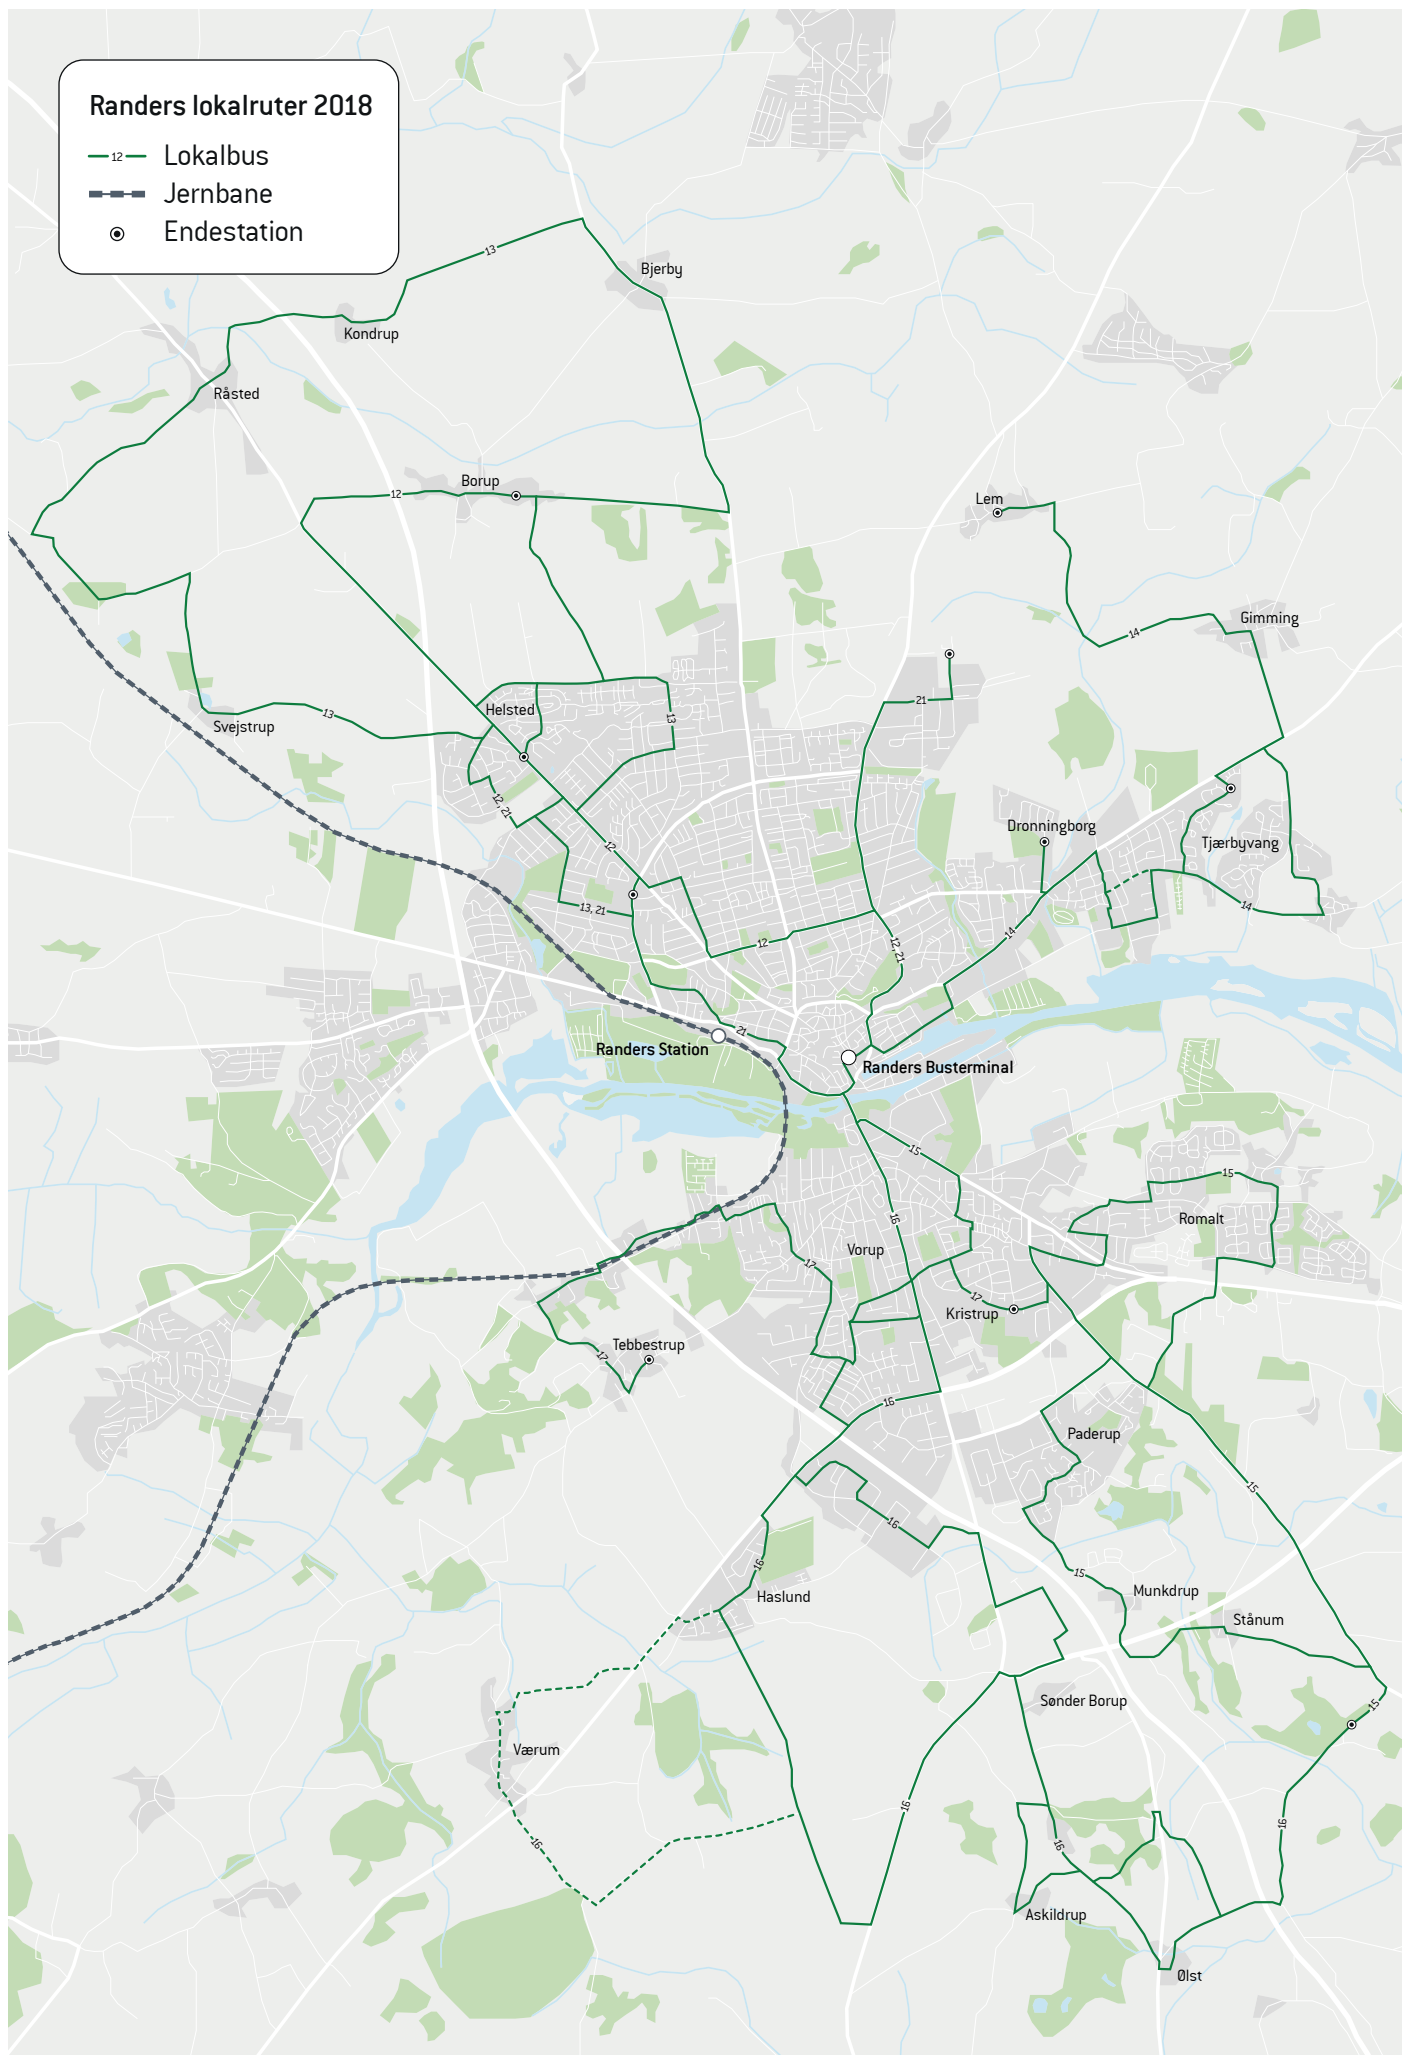 Randers lokalruter 2018
12 Lokalbus
Jernbane
Endestation
13
Bjerby
Kondrup
Råsted
Borup
12
Lem
Gimming
14
21
Helsted
13
13
Svejstrup
12, 21
12
Dronningborg
Tjærbyvang
13, 21
14
12
12, 21
14
21
Randers Station
Randers Busterminal
15
15
16
Romalt
Vorup
17
17
Kristrup
Tebbestrup
17
16
Paderup
15
16
16
15
Haslund
Munkdrup
Stånum
Sønder Borup
15
Værum
16
16
16
16
Askildrup
Ølst